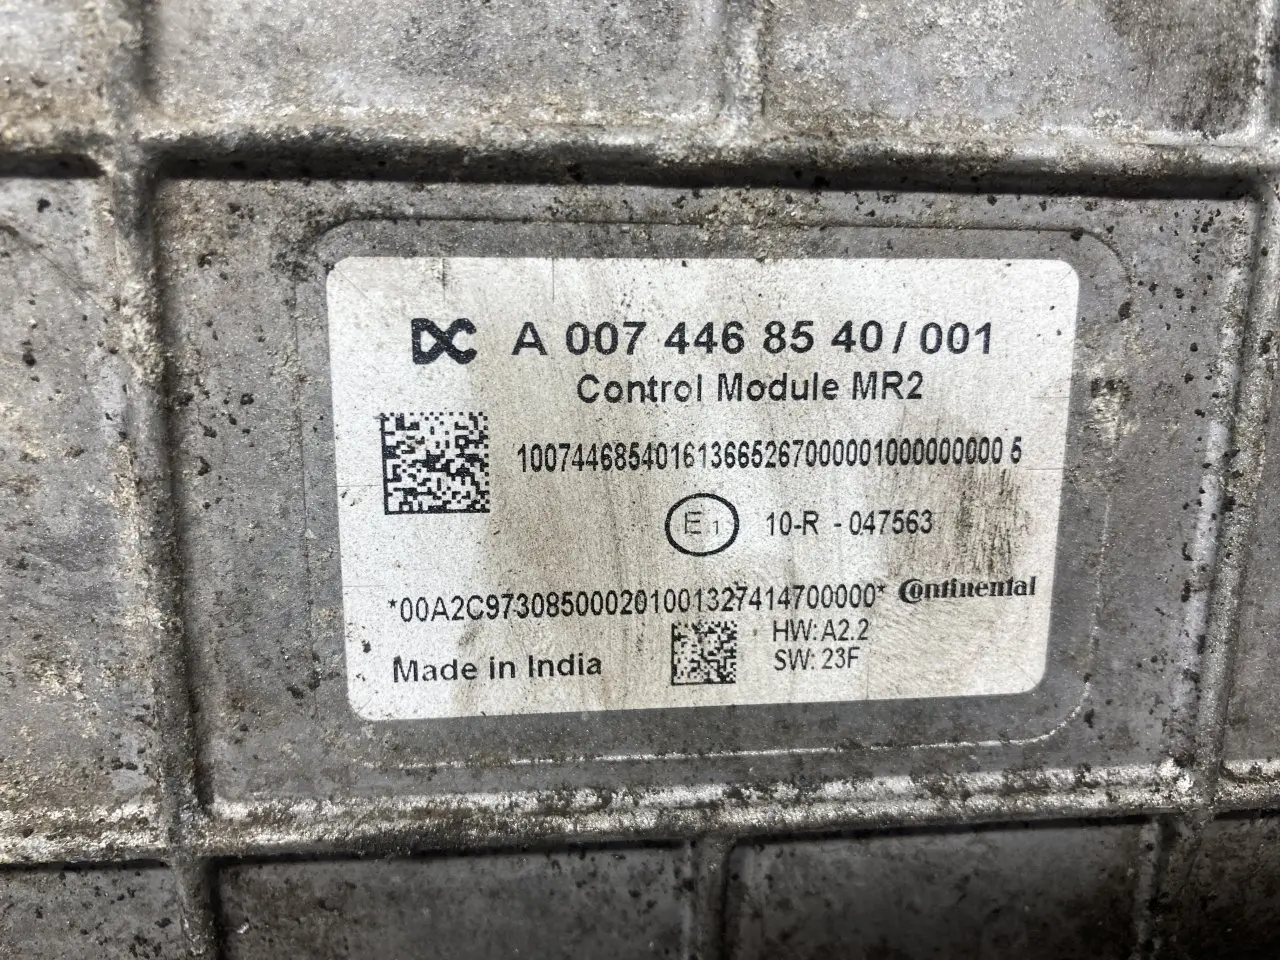 DC A 007 446 85 40 / 001
Control Module MR2
1007446854016136652670000010000000000 5
E1 10-R - 047563
*00A2C973085000201001327414700000* Continental
HW: A2.2
Made in India
SW: 23F